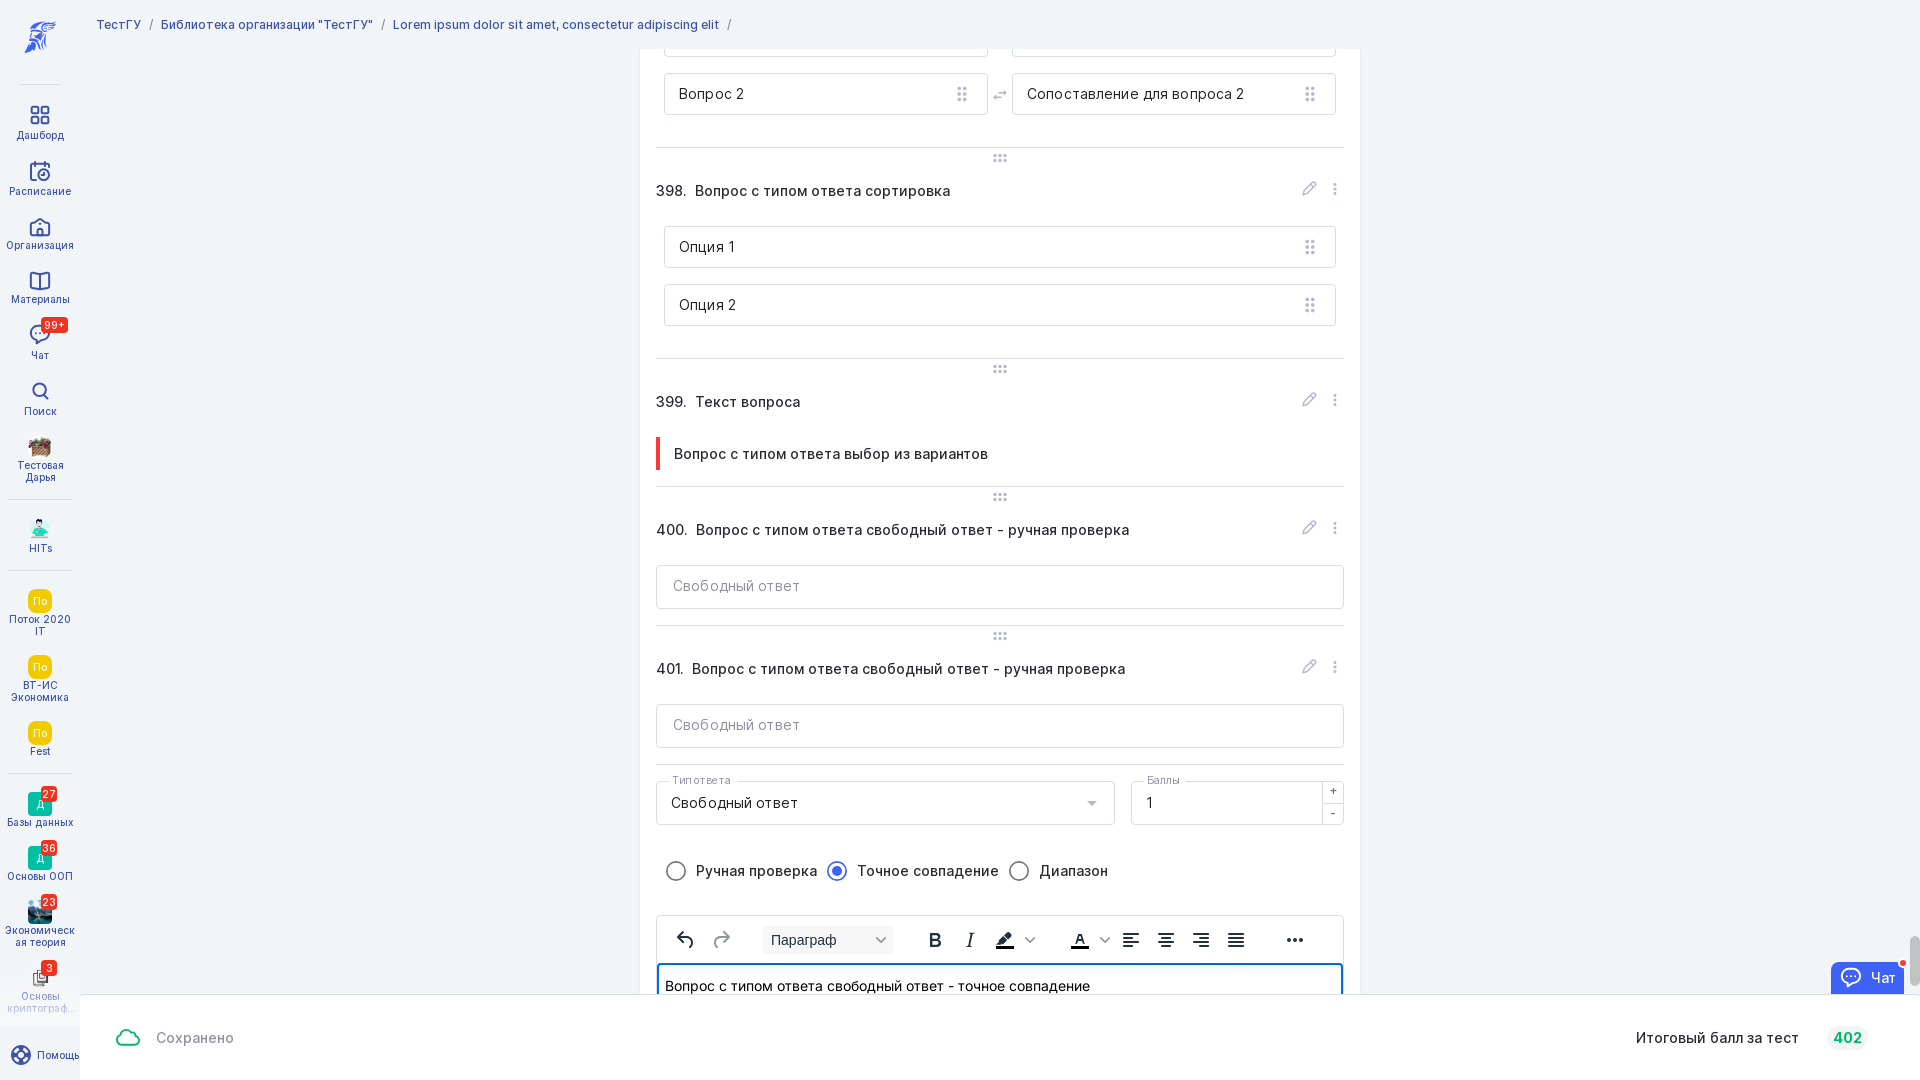 ТестГУ / Библиотека организации "ТестГУ" / Lorem ipsum dolor sit amet, consectetur adipiscing elit /
Дашборд
Расписание
Организация
Материалы
99+
Чат
Поиск
Тестовая
Дарья
HITs
По
Поток 2020
IT
По
ВТ-ИС
Экономика
По
Fest
27
Д
Базы данных
36
Д
Основы ООП
23
Экономическ
ая теория
3
Основы
криптограф...
Помощь
Вопрос 2
Сопоставление для вопроса 2
398. Вопрос с типом ответа сортировка
Опция 1
Опция 2
399. Текст вопроса
Вопрос с типом ответа выбор из вариантов
400. Вопрос с типом ответа свободный ответ - ручная проверка
Свободный ответ
401. Вопрос с типом ответа свободный ответ - ручная проверка
Свободный ответ
Тип ответа
Свободный ответ
Баллы
1
+
-
Ручная проверка Точное совпадение Диапазон
Параграф B I A
Вопрос с типом ответа свободный ответ - точное совпадение
Чат
Сохранено
Итоговый балл за тест 402